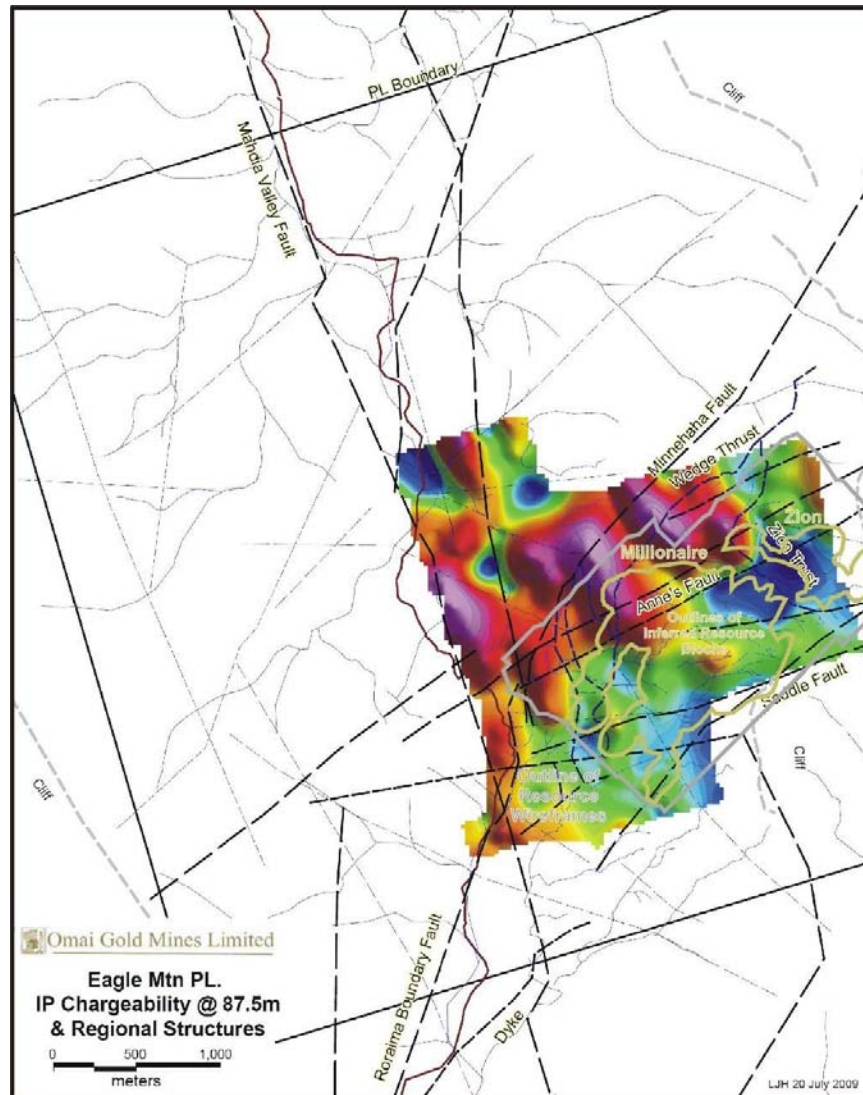 PL Boundary
Cliff
Mahdia Valley Fault
Minnehaha Fault
Wedge Thrust
Zion
Millionaire
Zion Trust
Anne's Fault
Outlines of
Inferred Resource
Blocks
Saddle Fault
Cliff
Cliff
Outline of
Resource
Wireframes
Omai Gold Mines Limited
Eagle Mtn PL.
IP Chargeability @ 87.5m
& Regional Structures
0 500 1,000
meters
Roraima Boundary Fault
Dyke
LJH 20 July 2009